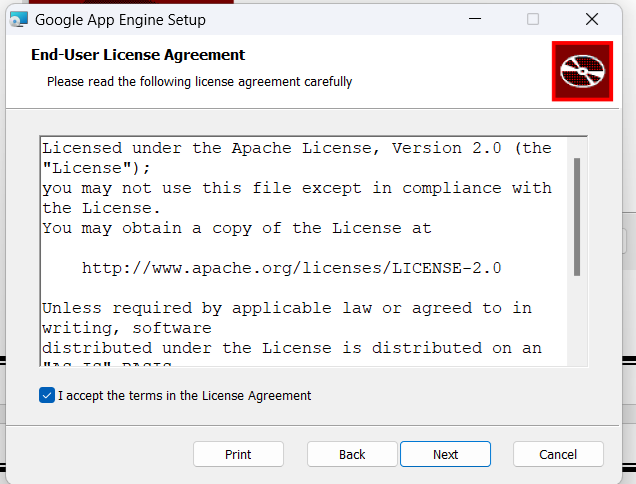 Google App Engine Setup
End-User License Agreement
Please read the following license agreement carefully
Licensed under the Apache License, Version 2.0 (the
"License");
you may not use this file except in compliance with
the License.
You may obtain a copy of the License at
http://www.apache.org/licenses/LICENSE-2.0
Unless required by applicable law or agreed to in
writing, software
distributed under the License is distributed on an
"AS IS" BASIS
I accept the terms in the License Agreement
Print
Back
Next
Cancel